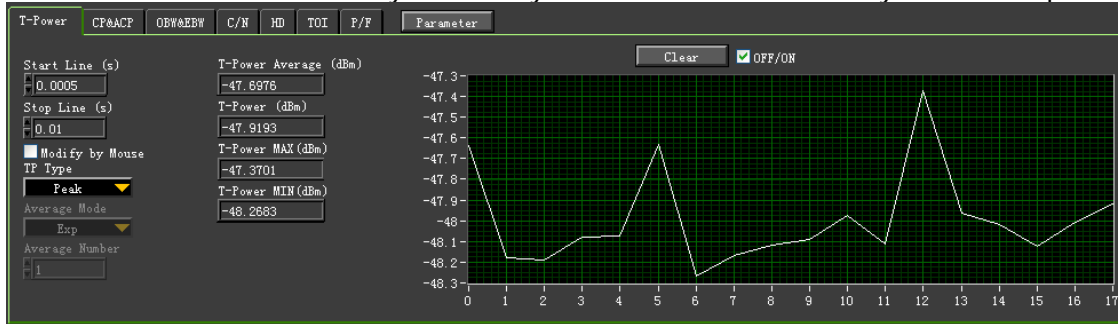 T-Power CP&ACP OBW&EBW C/N HD TOI P/F Parameter
Start Line (s)
0.0005
Stop Line (s)
0.01
Modify by Mouse
TP Type
Peak
Average Mode
Exp
Average Number
1
T-Power Average (dBm)
-47.6976
T-Power (dBm)
-47.9193
T-Power MAX(dBm)
-47.3701
T-Power MIN(dBm)
-48.2683
Clear OFF/ON
-47.3
-47.4
-47.5
-47.6
-47.7
-47.8
-47.9
-48
-48.1
-48.2
-48.3
0 1 2 3 4 5 6 7 8 9 10 11 12 13 14 15 16 17